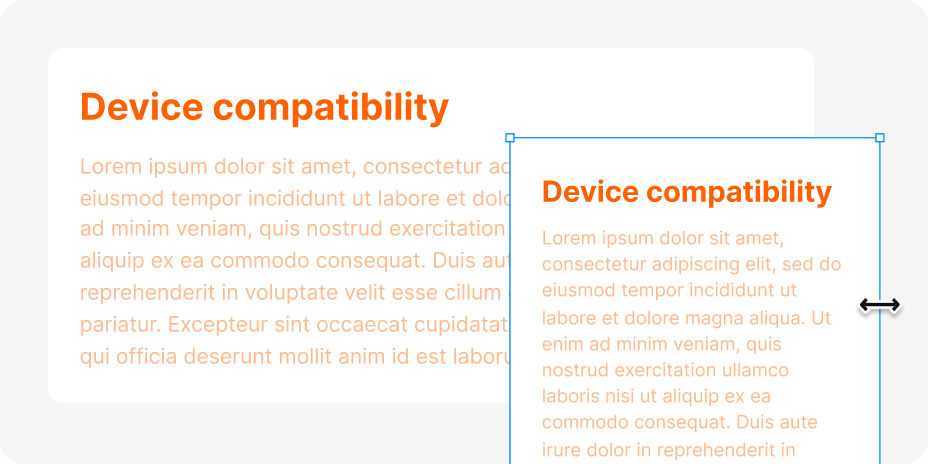 Device compatibility
Lorem ipsum dolor sit amet, consectetur
eiusmod tempor incididunt ut labore et
ad minim veniam, quis nostrud exercitation
aliquip ex ea commodo consequat. Duis
reprehenderit in voluptate velit esse cillum
pariatur. Excepteur sint occaecat cupidatat
qui officia deserunt mollit anim id est
Device compatibility
Lorem ipsum dolor sit amet,
consectetur adipiscing elit, sed do
eiusmod tempor incididunt ut
labore et dolore magna aliqua. Ut
enim ad minim veniam, quis
nostrud exercitation ullamco
laboris nisi ut aliquip ex ea
commodo consequat. Duis aute
irure dolor in reprehenderit in